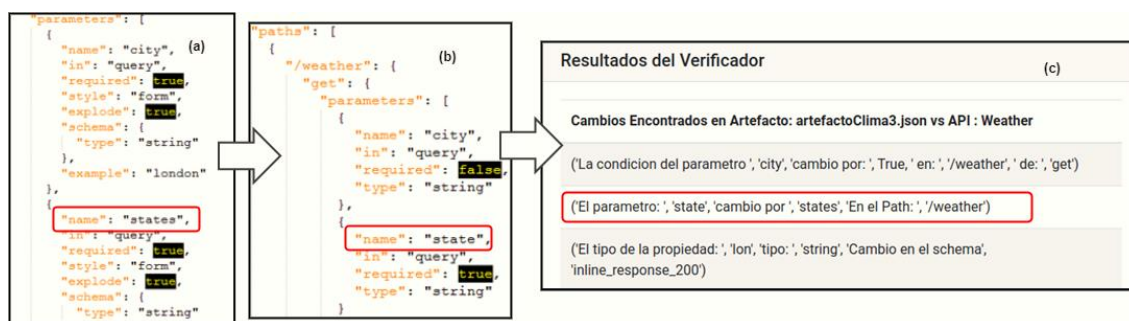 "parameters": [
{
"name": "city",
"in": "query",
"required": true,
"style": "form",
"explode": true,
"schema": {
"type": "string"
},
"example": "london"
},
{
"name": "states",
"in": "query",
"required": true,
"style": "form",
"explode": true,
"schema": {
"type": "string"
(a)
"paths": [
{
"/weather": {
"get": {
"parameters": [
{
"name": "city",
"in": "query",
"required": false,
"type": "string"
},
{
"name": "state",
"in": "query",
"required": true,
"type": "string"
}
(b)
Resultados del Verificador
(c)
Cambios Encontrados en Artefacto: artefactoClima3.json vs API : Weather
('La condicion del parametro ', 'city', 'cambio por: ', True, ' en: ', '/weather', ' de: ', 'get')
('El parametro: ', 'state', 'cambio por ', 'states', 'En el Path: ', '/weather')
('El tipo de la propiedad: ', 'lon', 'tipo: ', 'string', 'Cambio en el schema',
'inline_response_200')